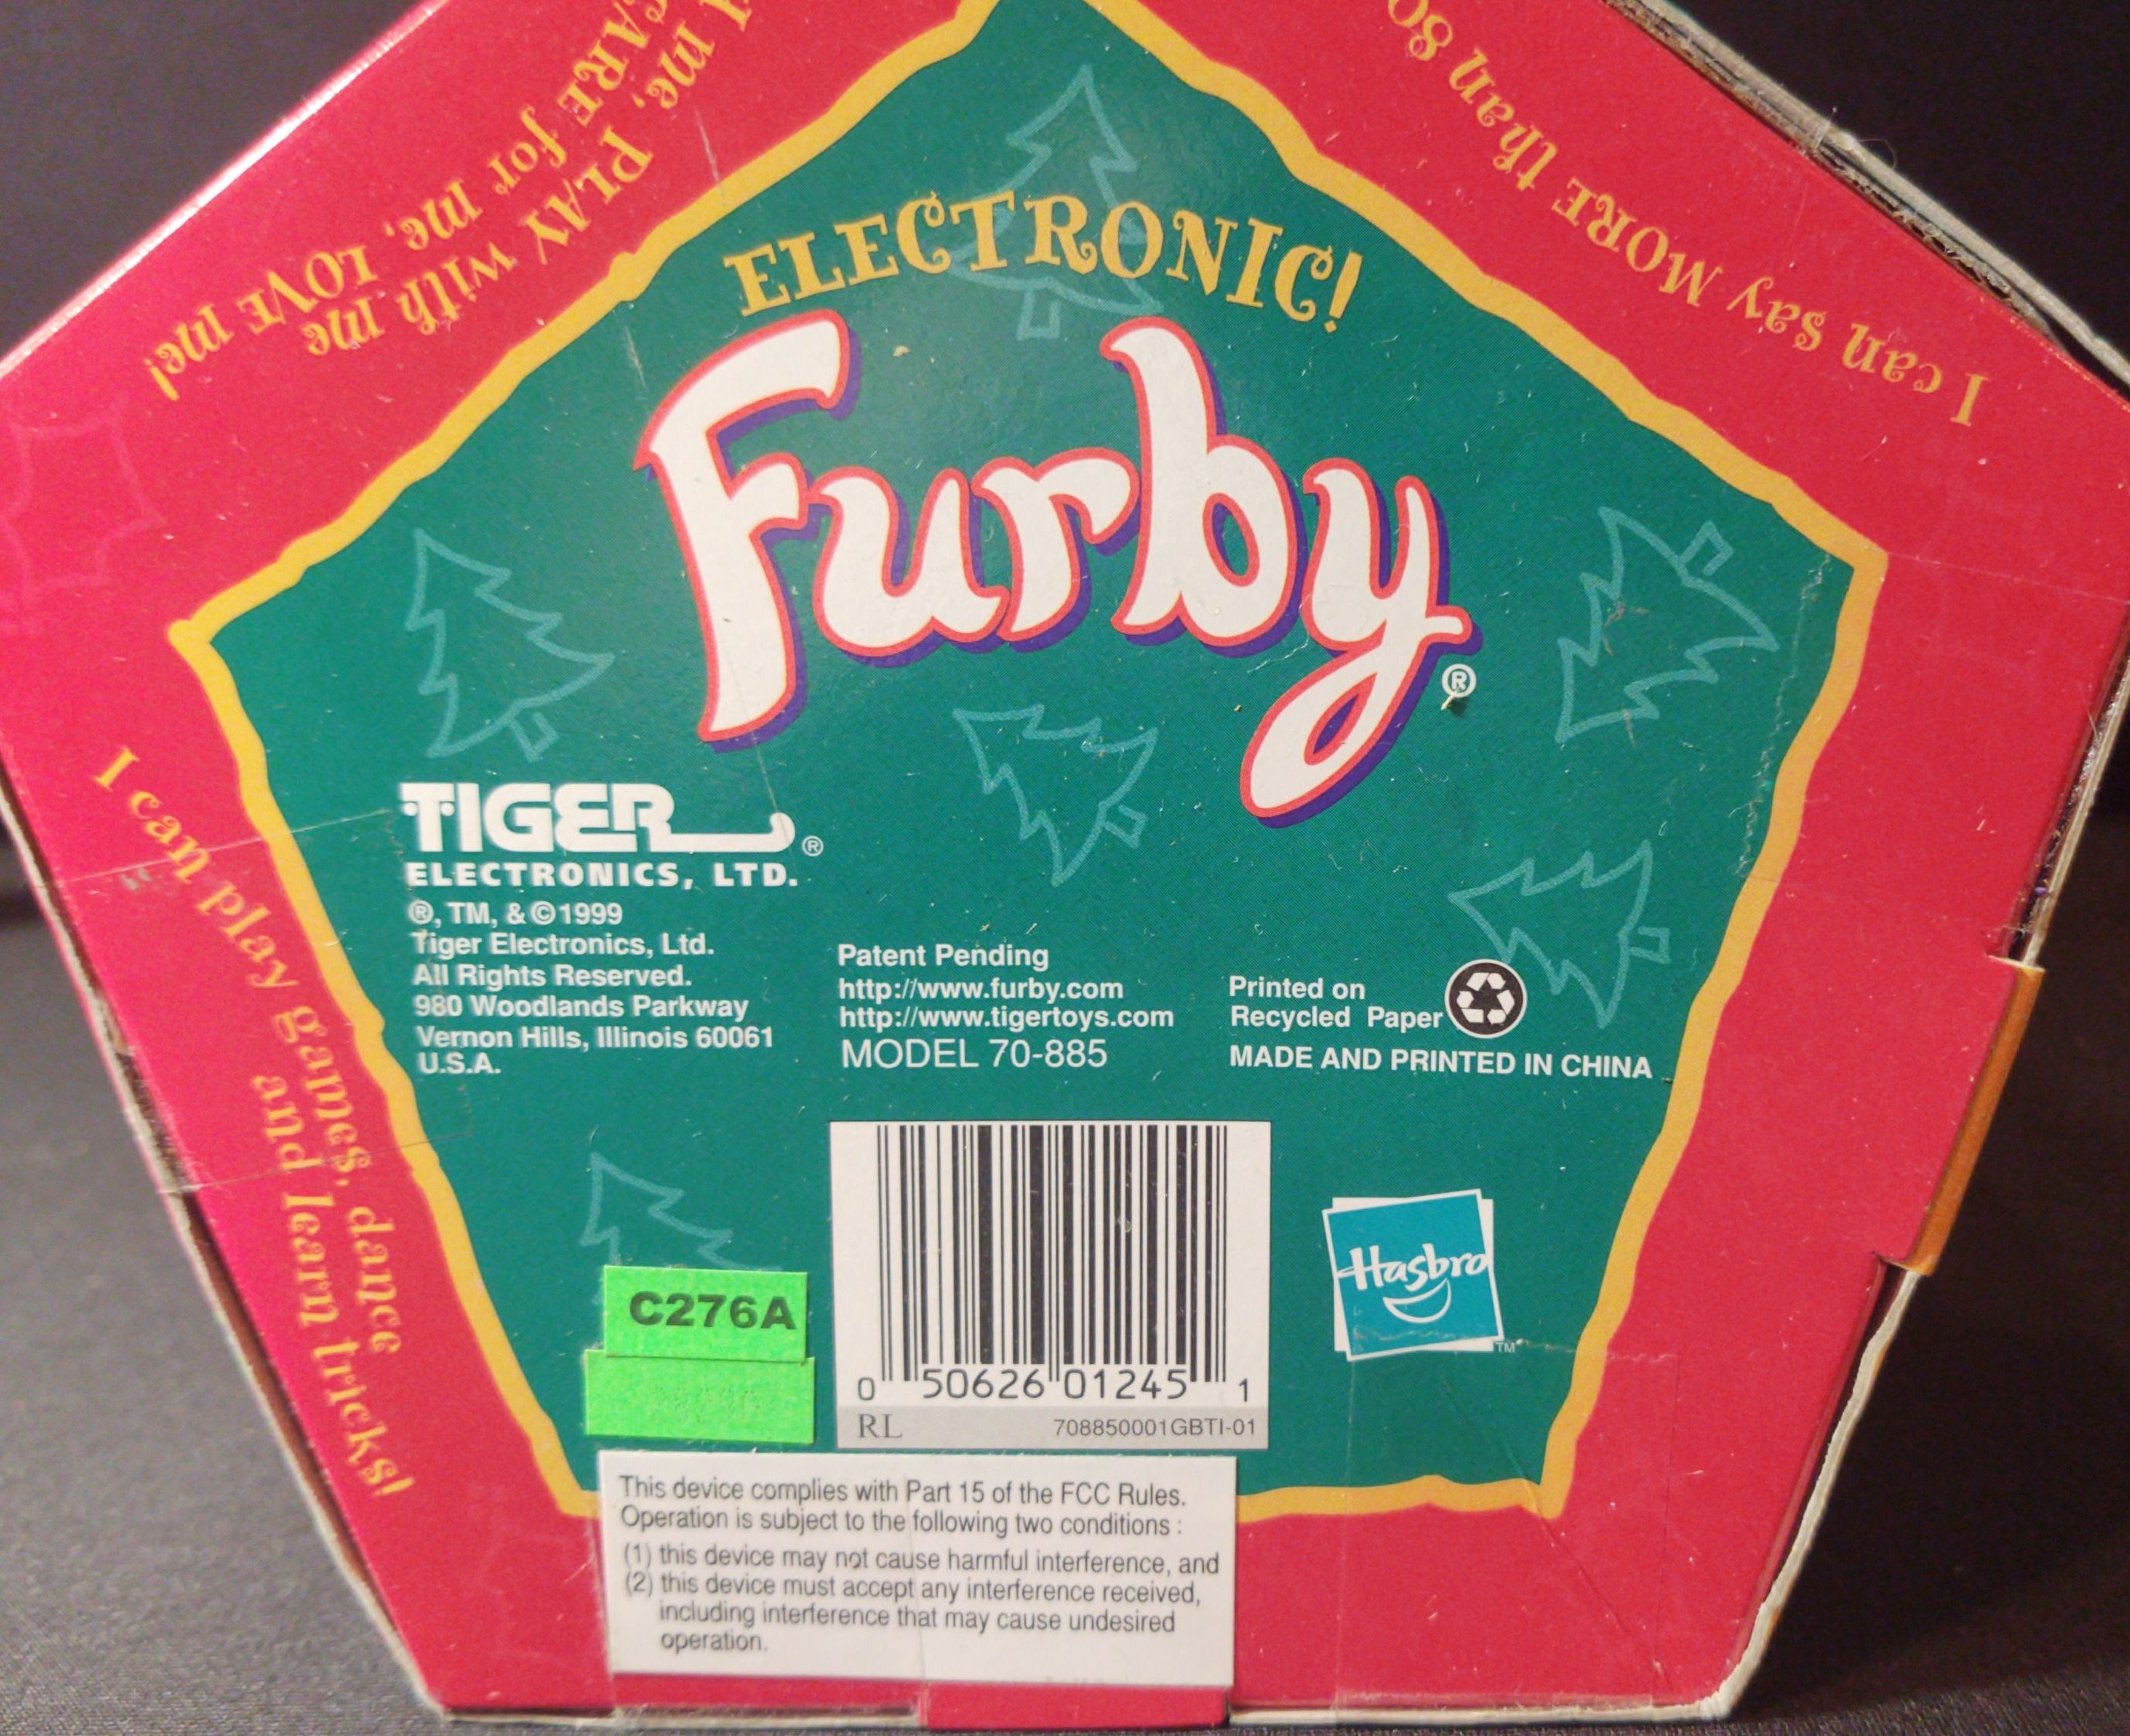 me,
CARE for me, LOVE me!
PLAY with me
I can say MORE than 80
ELECTRONIC!
Furby®
I can play games, dance
and learn tricks!
TIGER®
ELECTRONICS, LTD.
®, TM, & ©1999
Tiger Electronics, Ltd.
All Rights Reserved.
980 Woodlands Parkway
Vernon Hills, Illinois 60061
U.S.A.
Patent Pending
http://www.furby.com
http://www.tigertoys.com
MODEL 70-885
Printed on
Recycled Paper
MADE AND PRINTED IN CHINA
C276A
0 50626 01245 1
RL 708850001GBTI-01
Hasbro
TM
This device complies with Part 15 of the FCC Rules.
Operation is subject to the following two conditions :
(1) this device may not cause harmful interference, and
(2) this device must accept any interference received,
including interference that may cause undesired
operation.